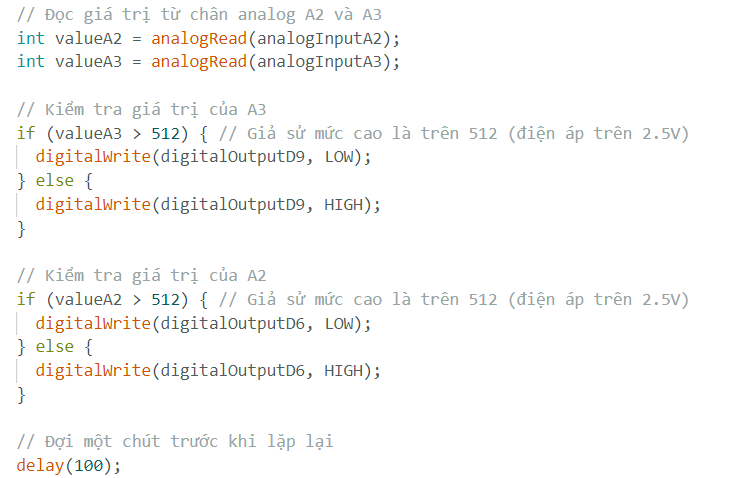 // Đọc giá trị từ chân analog A2 và A3
int valueA2 = analogRead(analogInputA2);
int valueA3 = analogRead(analogInputA3);
// Kiểm tra giá trị của A3
if (valueA3 > 512) { // Giả sử mức cao là trên 512 (điện áp trên 2.5V)
digitalWrite(digitalOutputD9, LOW);
} else {
digitalWrite(digitalOutputD9, HIGH);
}
// Kiểm tra giá trị của A2
if (valueA2 > 512) { // Giả sử mức cao là trên 512 (điện áp trên 2.5V)
digitalWrite(digitalOutputD6, LOW);
} else {
digitalWrite(digitalOutputD6, HIGH);
}
// Đợi một chút trước khi lặp lại
delay(100);